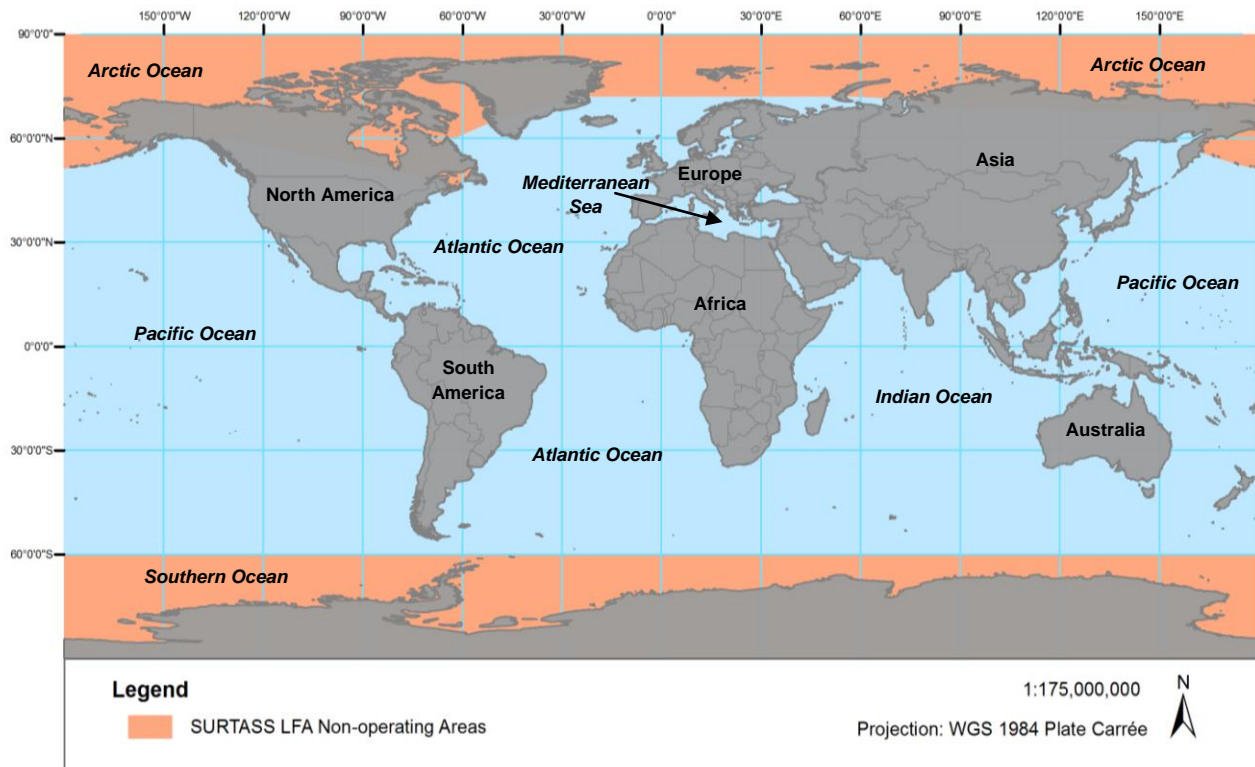 150°0'0"W 120°0'0"W 90°0'0"W 60°0'0"W 30°0'0"W 0°0'0" 30°0'0"E 60°0'0"E 90°0'0"E 120°0'0"E 150°0'0"E
90°0'0"N
Arctic Ocean
Arctic Ocean
60°0'0"N
Asia
Europe
North America
Mediterranean
Sea
30°0'0"N
Atlantic Ocean
Pacific Ocean
Africa
Pacific Ocean
0°0'0"
South
America
Indian Ocean
Australia
30°0'0"S
Atlantic Ocean
60°0'0"S
Southern Ocean
Legend
SURTASS LFA Non-operating Areas
1:175,000,000
N
Projection: WGS 1984 Plate Carrée